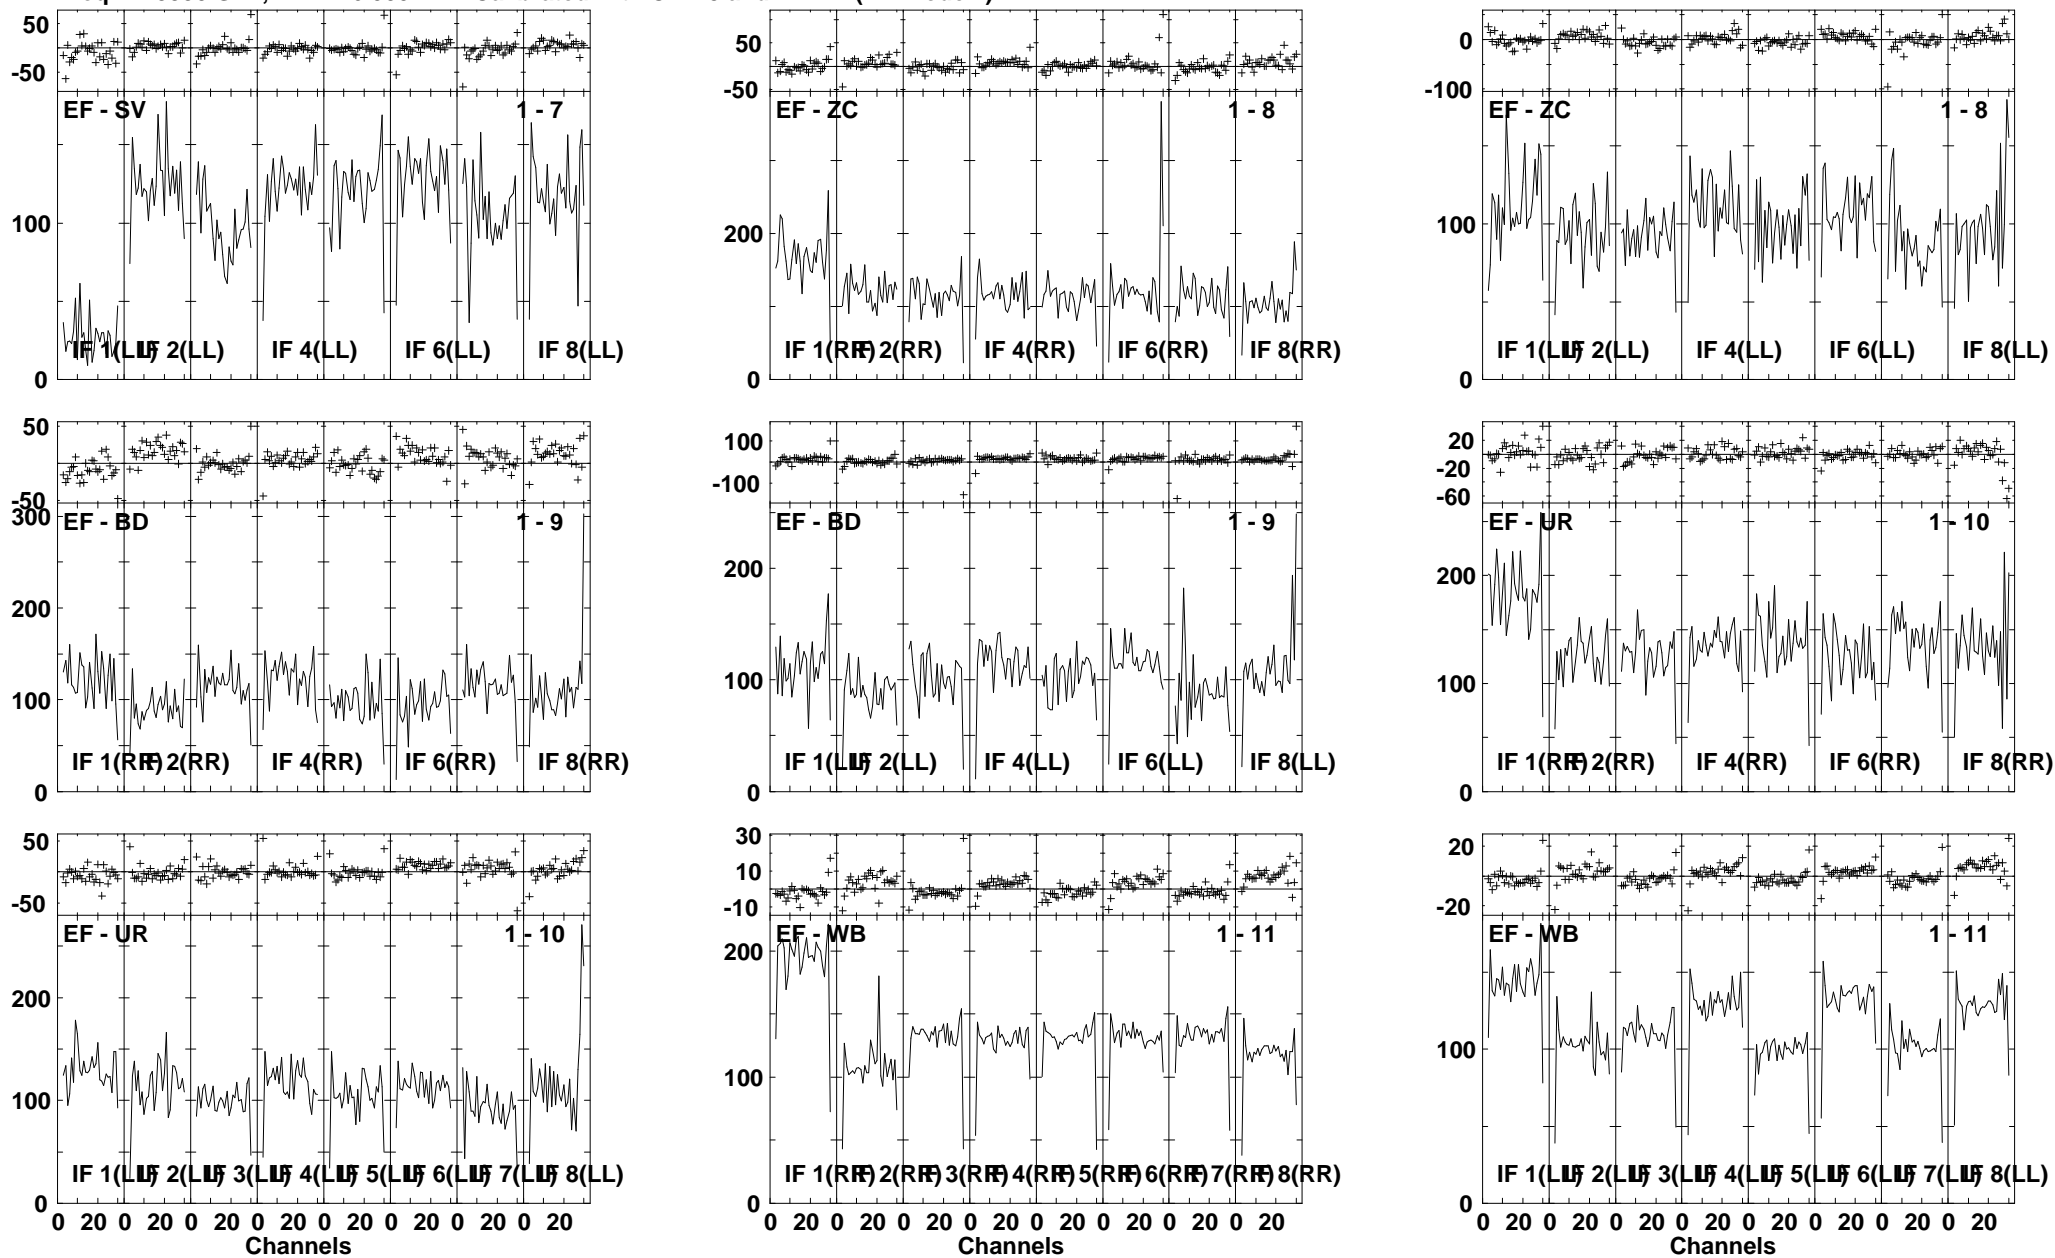 50
-50
EF - SV 1 - 7
100
0
IF 1(LL) IF 2(LL) IF 4(LL) IF 6(LL) IF 8(LL)
50
-50
EF - ZC 1 - 8
200
0
IF 1(RR) IF 2(RR) IF 4(RR) IF 6(RR) IF 8(RR)
0
-100
EF - ZC 1 - 8
100
0
IF 1(LL) IF 2(LL) IF 4(LL) IF 6(LL) IF 8(LL)
50
-50
EF - BD 1 - 9
300
200
100
0
IF 1(RR) IF 2(RR) IF 4(RR) IF 6(RR) IF 8(RR)
100
-100
EF - BD 1 - 9
200
100
0
IF 1(LL) IF 2(LL) IF 4(LL) IF 6(LL) IF 8(LL)
20
-20
-60
EF - UR 1 - 10
200
100
0
IF 1(RR) IF 2(RR) IF 4(RR) IF 6(RR) IF 8(RR)
50
-50
EF - UR 1 - 10
200
100
0
IF 1(LL) IF 2(LL) IF 3(LL) IF 4(LL) IF 5(LL) IF 6(LL) IF 7(LL) IF 8(LL)
0 20 0 20 0 20 0 20 0 20 0 20 0 20 0 20
Channels
30
10
-10
EF - WB 1 - 11
200
100
0
IF 1(RR) IF 2(RR) IF 3(RR) IF 4(RR) IF 5(RR) IF 6(RR) IF 7(RR) IF 8(RR)
0 20 0 20 0 20 0 20 0 20 0 20 0 20 0 20
Channels
20
-20
EF - WB 1 - 11
100
0
IF 1(LL) IF 2(LL) IF 3(LL) IF 4(LL) IF 5(LL) IF 6(LL) IF 7(LL) IF 8(LL)
0 20 0 20 0 20 0 20 0 20 0 20 0 20 0 20
Channels